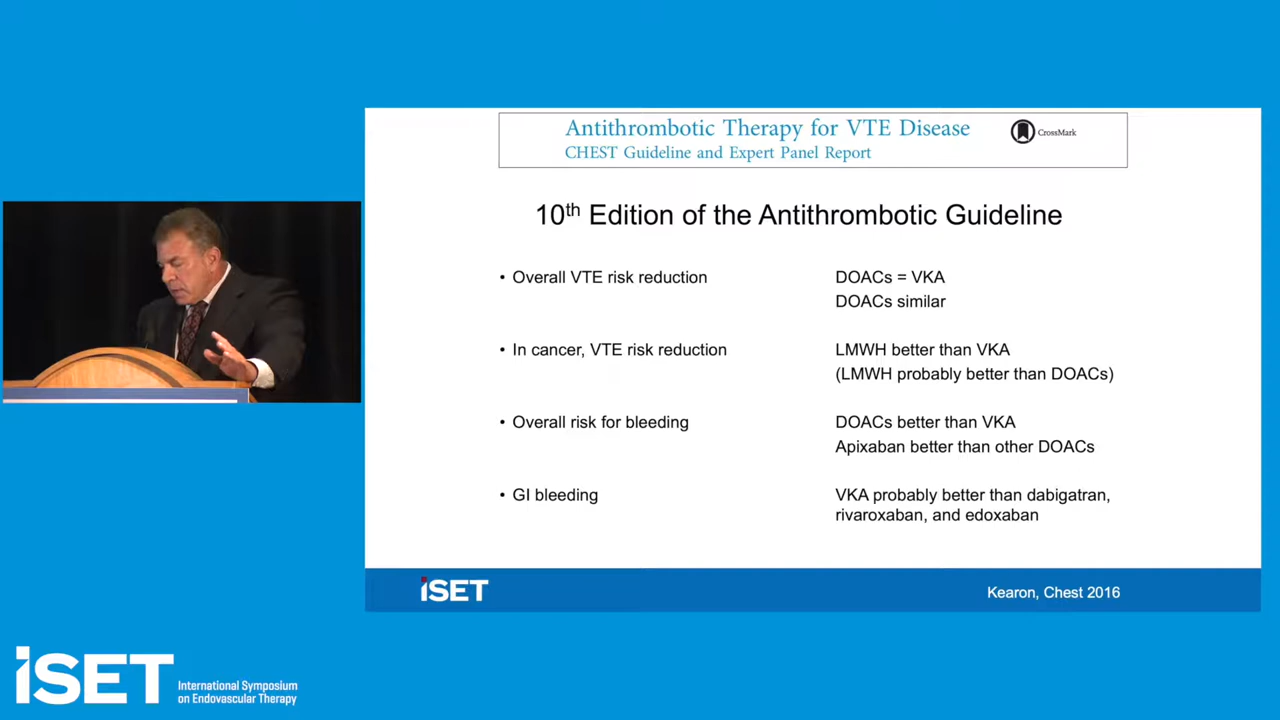 Antithrombotic Therapy for VTE Disease
CHEST Guideline and Expert Panel Report
CrossMark
10th Edition of the Antithrombotic Guideline
• Overall VTE risk reduction
DOACs = VKA
DOACs similar
• In cancer, VTE risk reduction
LMWH better than VKA
(LMWH probably better than DOACs)
• Overall risk for bleeding
DOACs better than VKA
Apixaban better than other DOACs
• GI bleeding
VKA probably better than dabigatran,
rivaroxaban, and edoxaban
iSET
Kearon, Chest 2016
iSET
International Symposium
on Endovascular Therapy